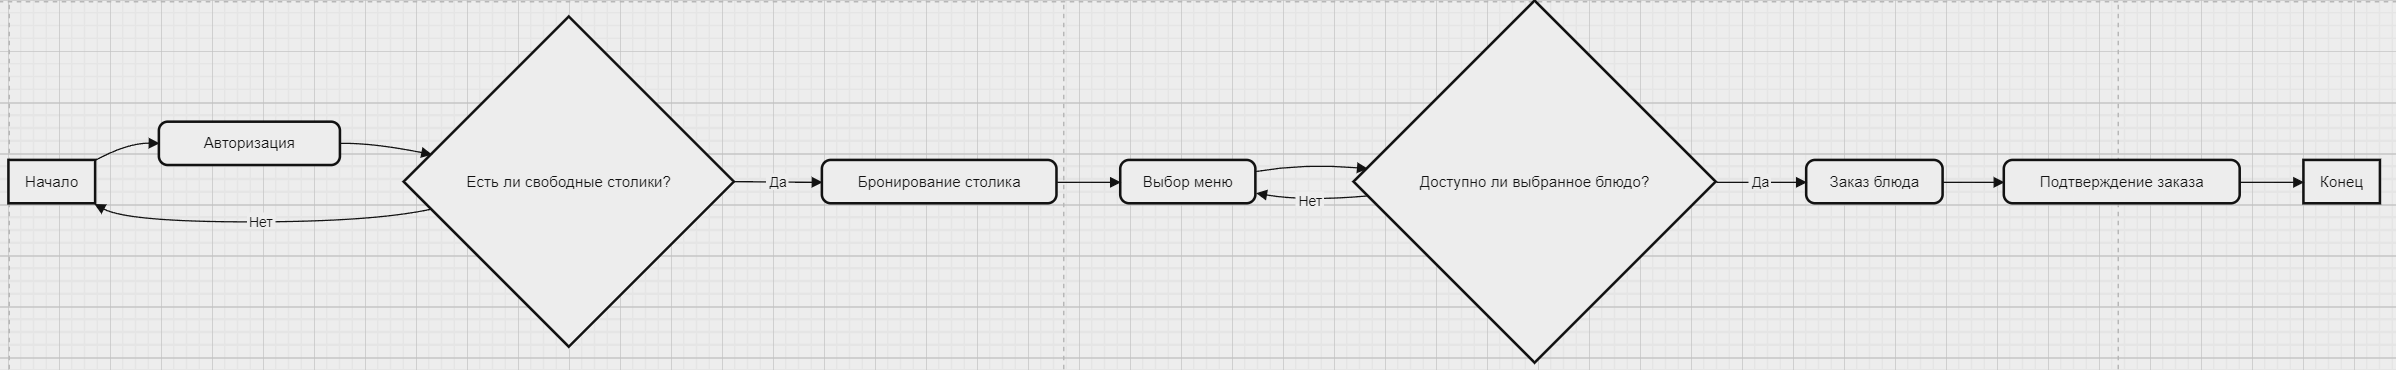 Начало
Авторизация
Есть ли свободные столики?
Нет
Да
Бронирование столика
Выбор меню
Доступно ли выбранное блюдо?
Нет
Да
Заказ блюда
Подтверждение заказа
Конец